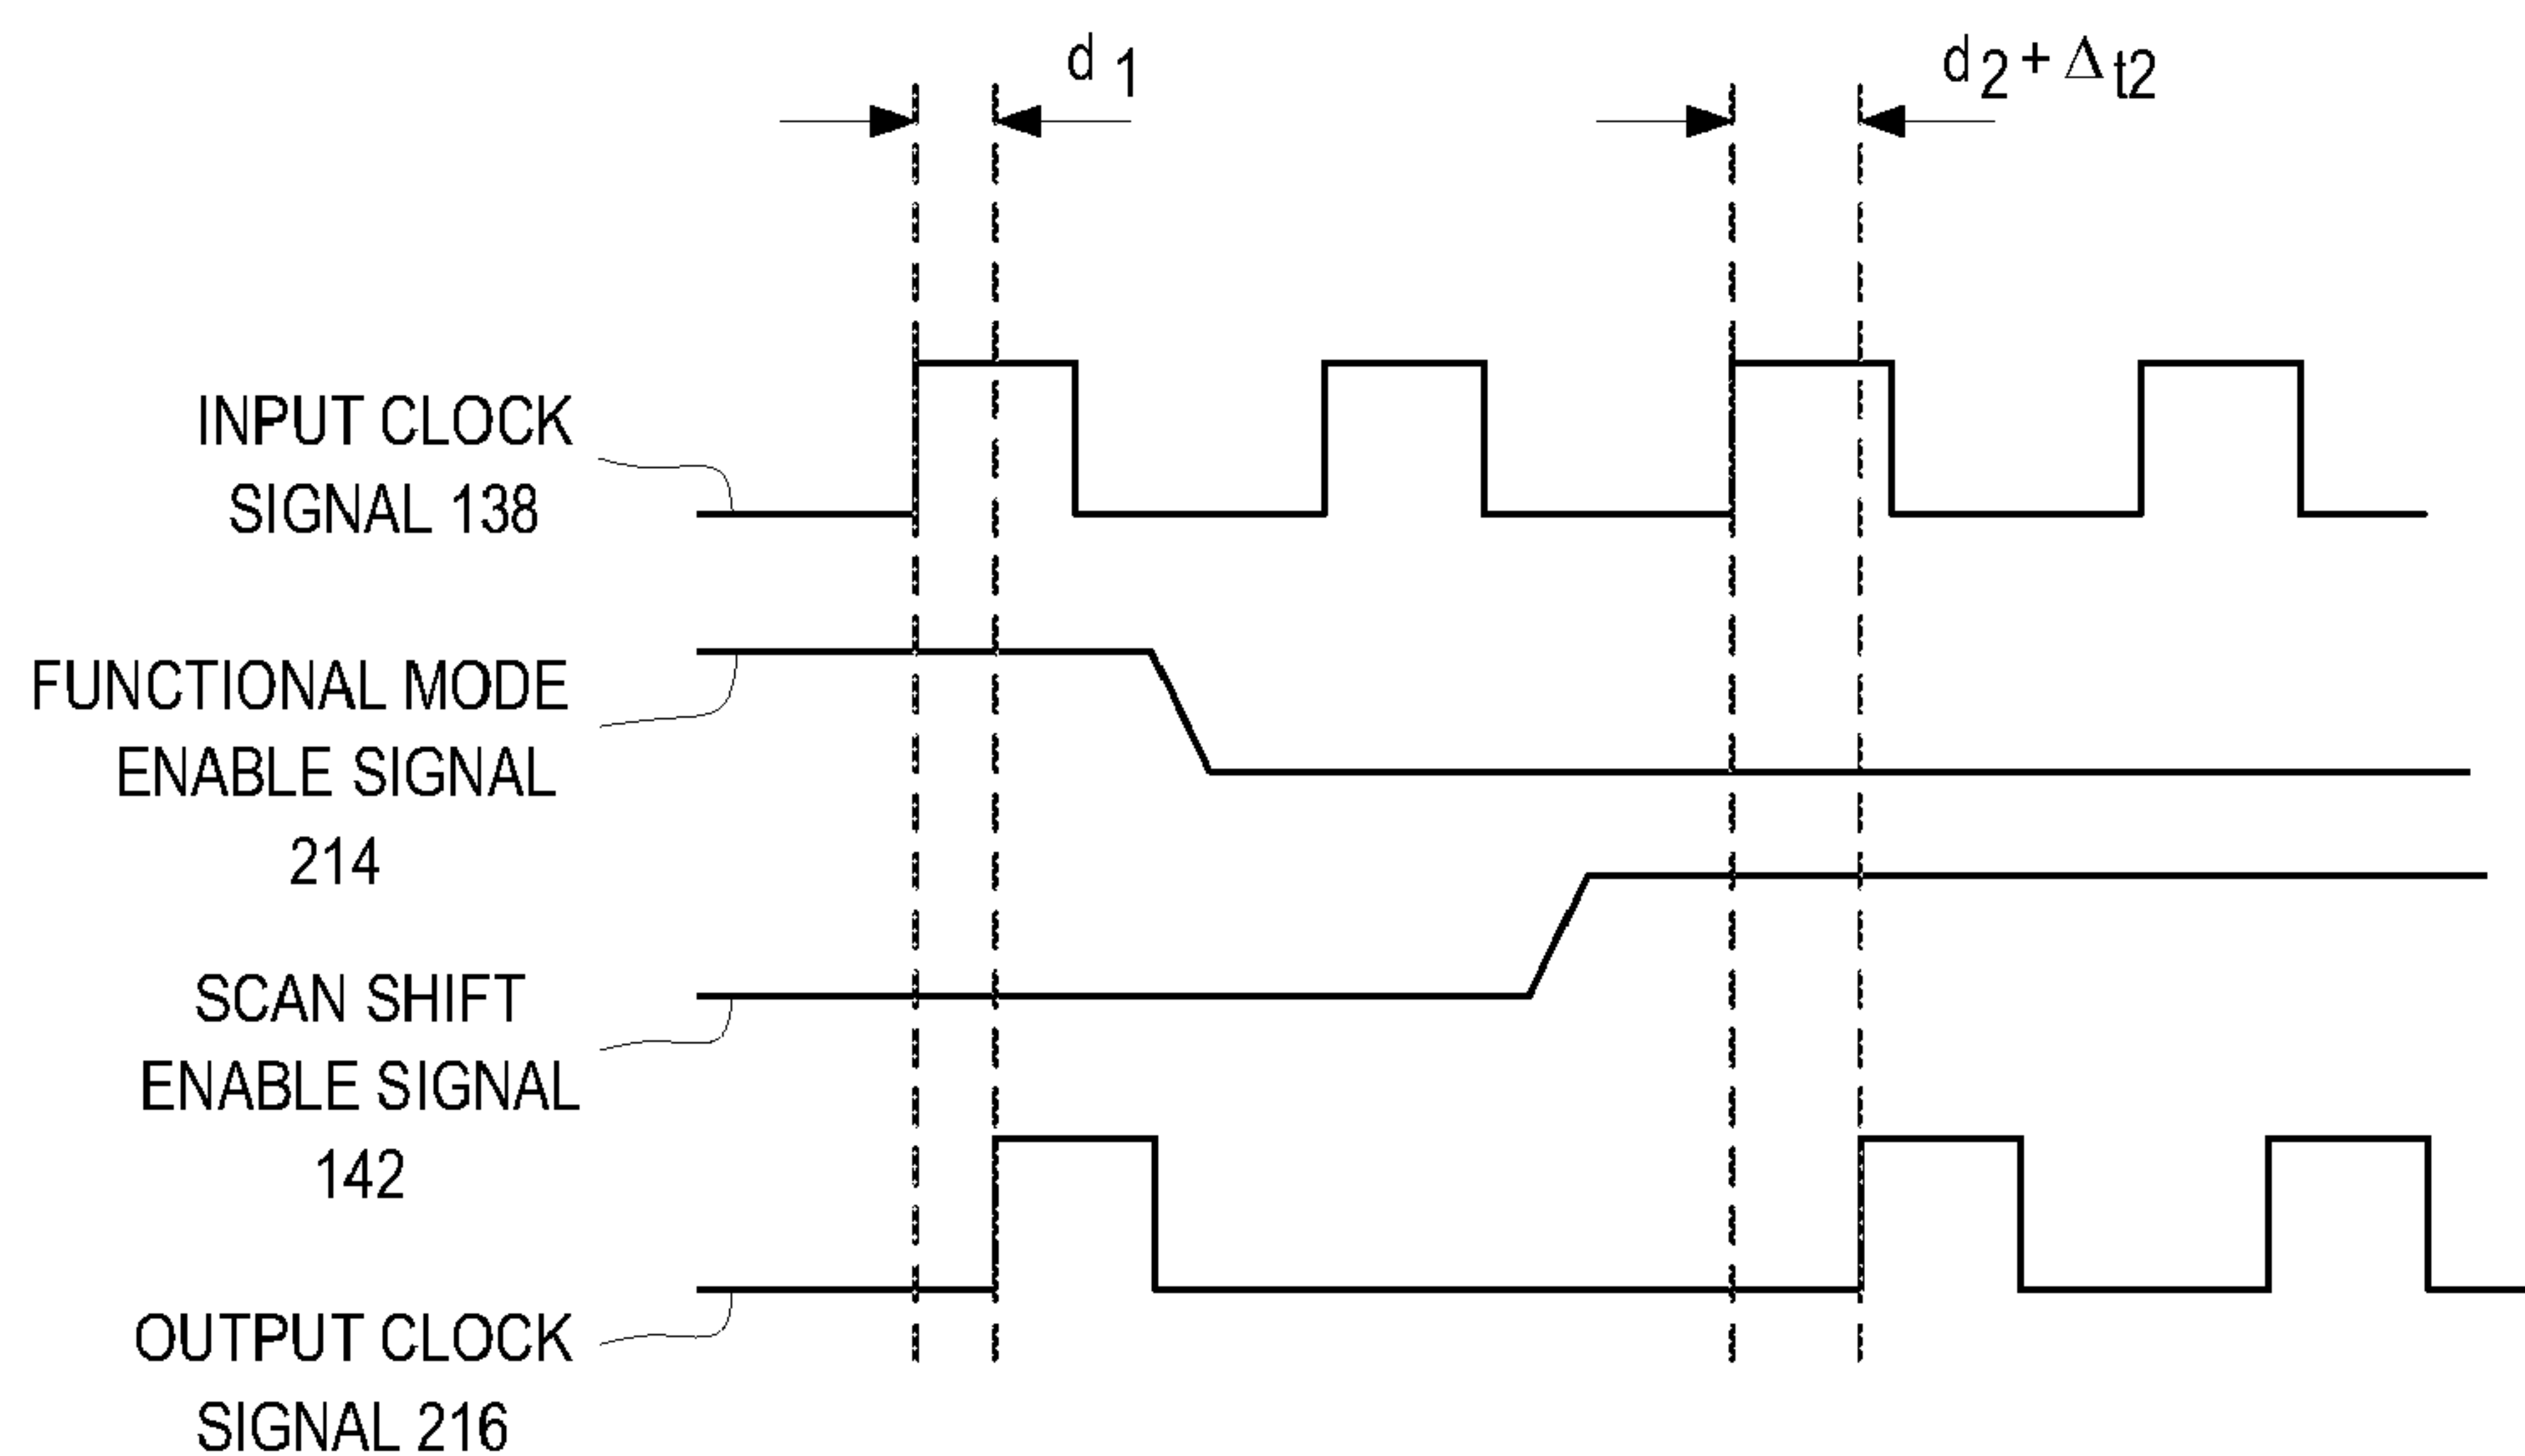 d 1
d 2 + Δ t2
INPUT CLOCK
SIGNAL 138
FUNCTIONAL MODE
ENABLE SIGNAL
214
SCAN SHIFT
ENABLE SIGNAL
142
OUTPUT CLOCK
SIGNAL 216